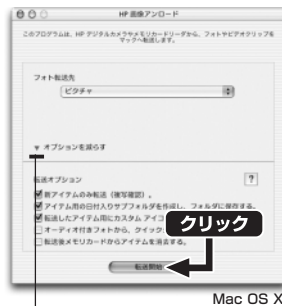 HP 画像アンロード
このプログラムは、HP デジタルカメラやメモリカードリーダから、フォトやビデオクリップを
マックへ転送します。
フォト転送先
ピクチャ
▼ オプションを減らす
転送オプション
?
新アイテムのみ転送(複写確認)。
アイテム用の日付入りサブフォルダを作成し、フォルダに保存する。
転送したアイテム用にカスタム アイコ
オーディオ付きフォトから、クイック
転送後メモリカードからアイテムを消去する。
クリック
転送開始
Mac OS X